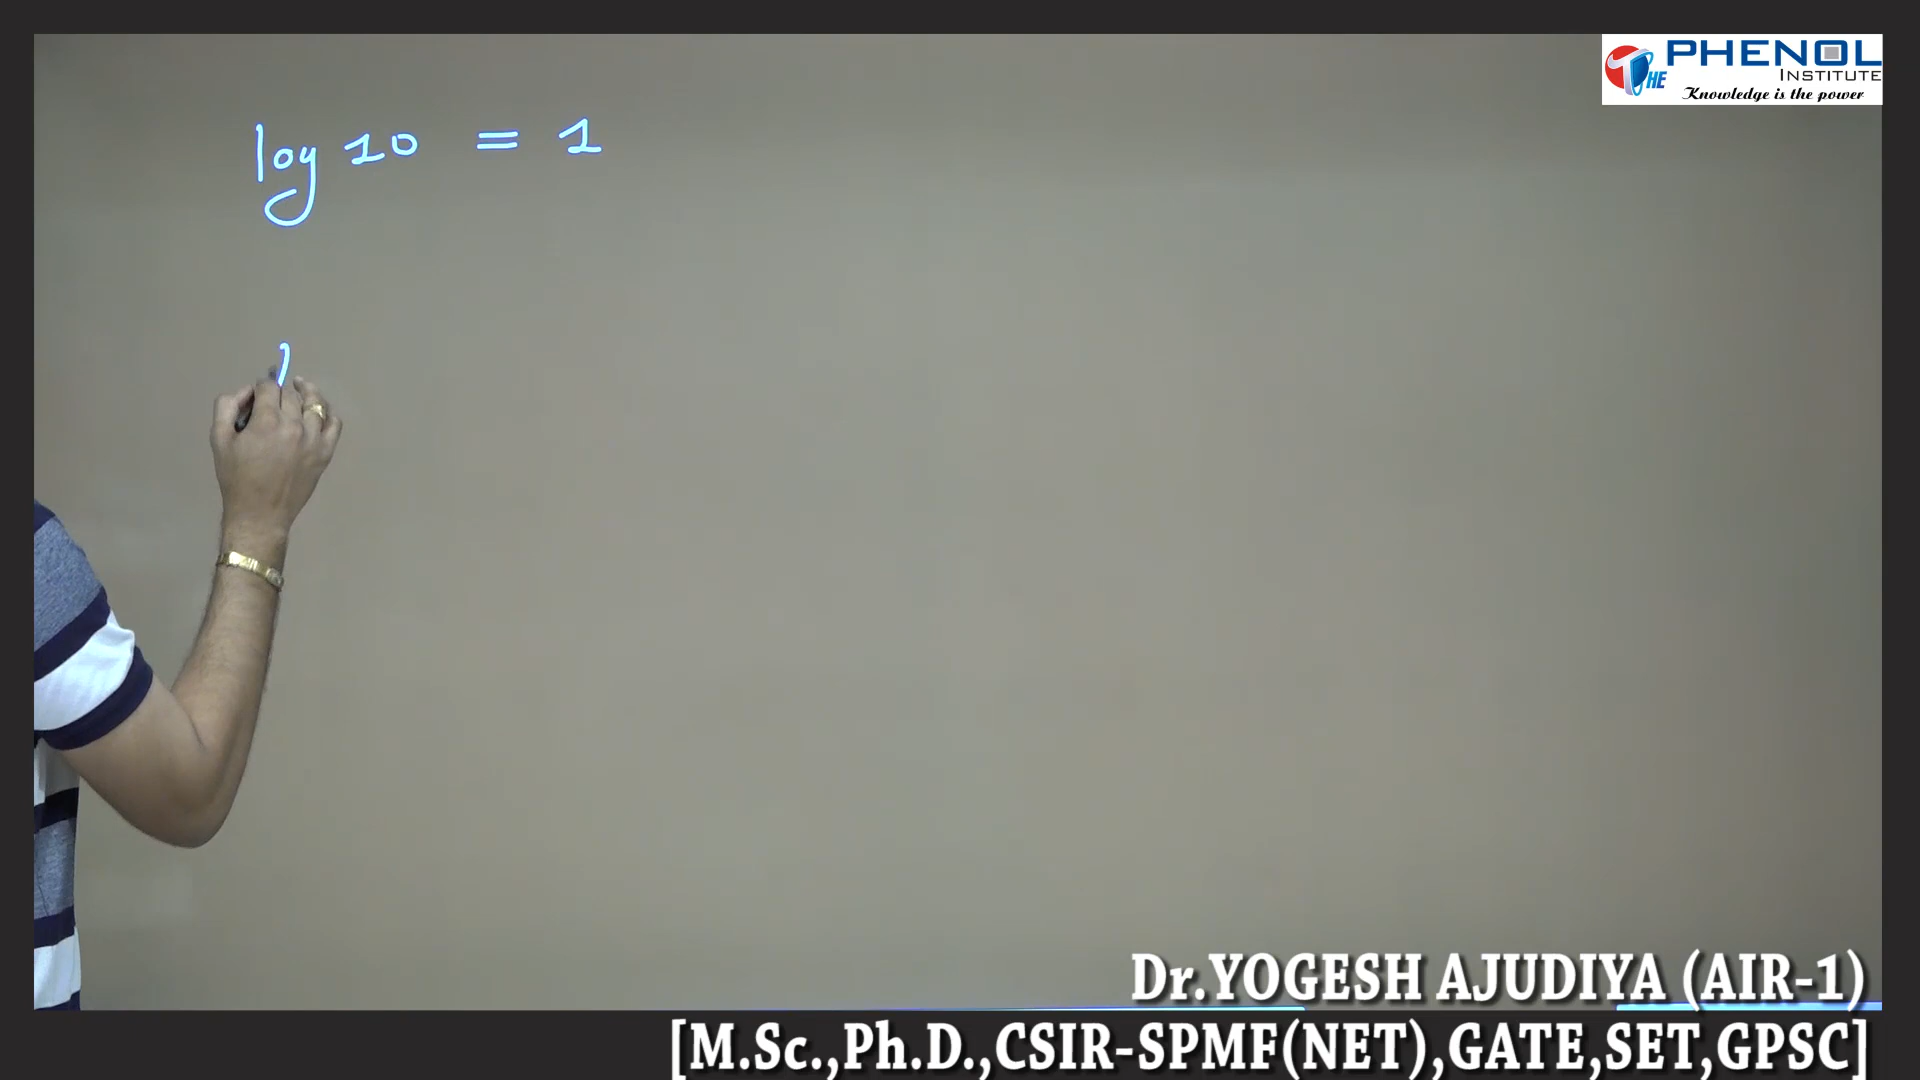 THE PHENOL
INSTITUTE
Knowledge is the power
log 10 = 1
Dr.YOGESH AJUDIYA (AIR-1)
[M.Sc.,Ph.D.,CSIR-SPMF(NET),GATE,SET,GPSC]